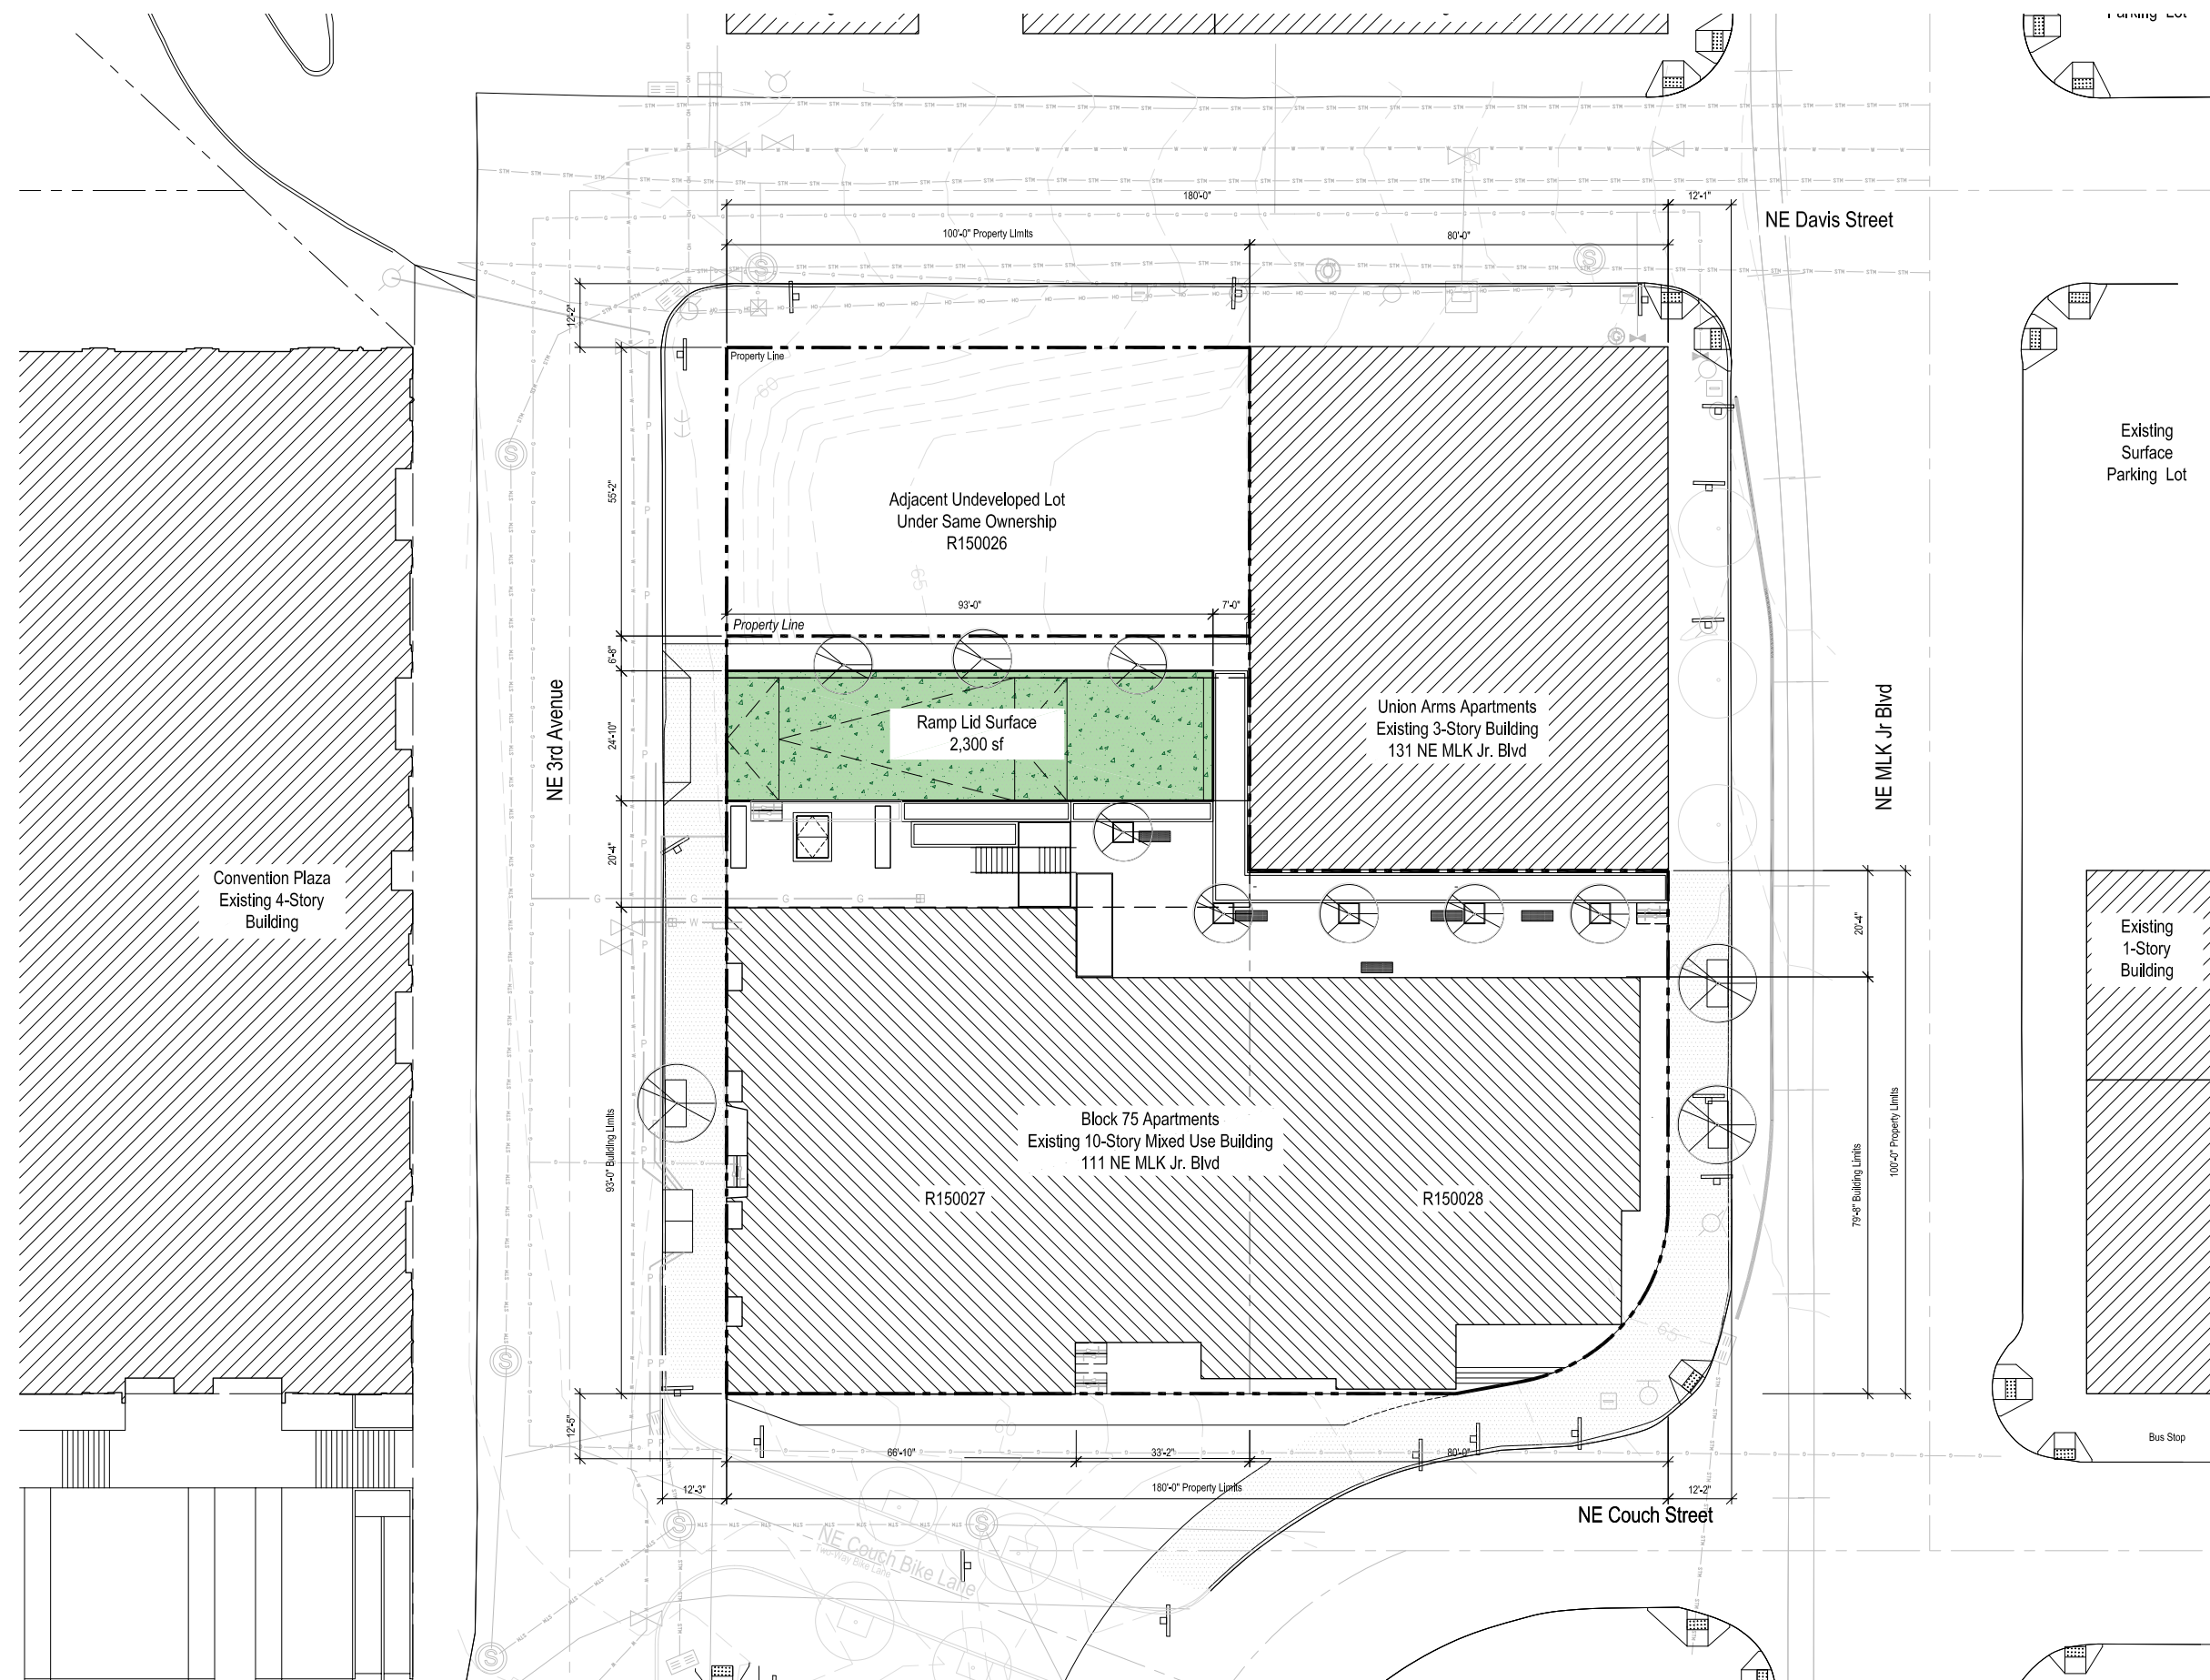 Parking Lot
180'-0"
12'-1"
NE Davis Street
100'-0" Property Limits
80'-0"
12'-2"
Property Line
60
55'-2"
Adjacent Undeveloped Lot
Under Same Ownership
R150026
Existing
Surface
Parking Lot
65
93'-0"
7'-0"
Property Line
6'-8"
Ramp Lid Surface
2,300 sf
24'-10"
NE 3rd Avenue
Union Arms Apartments
Existing 3-Story Building
131 NE MLK Jr. Blvd
NE MLK Jr Blvd
20'-4"
Convention Plaza
Existing 4-Story
Building
20'-4"
Existing
1-Story
Building
93'-0" Building Limits
Block 75 Apartments
Existing 10-Story Mixed Use Building
111 NE MLK Jr. Blvd
R150027
R150028
79'-8" Building Limits
100'-0" Property Limits
65
60
12'-5"
66'-10"
33'-2"
80'-0"
Bus Stop
12'-3"
180'-0" Property Limits
12'-2"
NE Couch Street
NE Couch Bike Lane
Two-Way Bike Lane